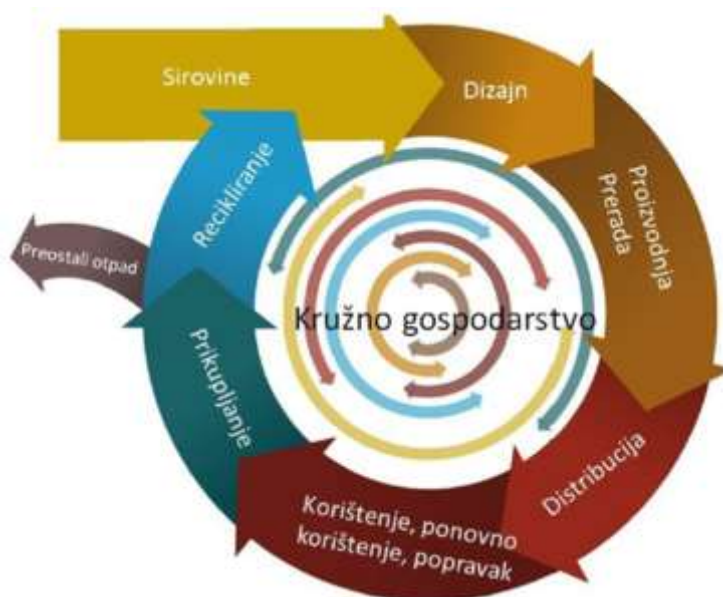 Sirovine
Dizajn
Proizvodnja
Prerada
Distribucija
Korištenje, ponovno
korištenje, popravak
Prikupljanje
Recikliranje
Preostali otpad
Kružno gospodarstvo